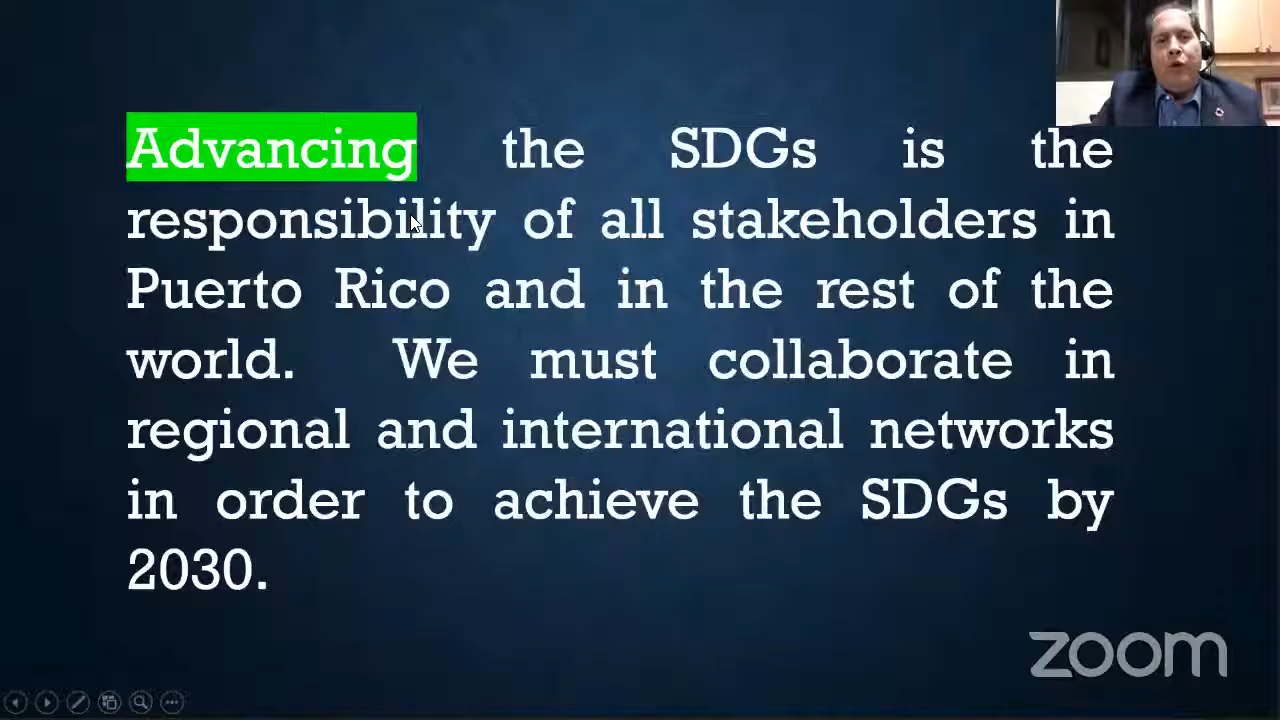 Advancing the SDGs is the
responsibility of all stakeholders in
Puerto Rico and in the rest of the
world. We must collaborate in
regional and international networks
in order to achieve the SDGs by
2030.
zoom